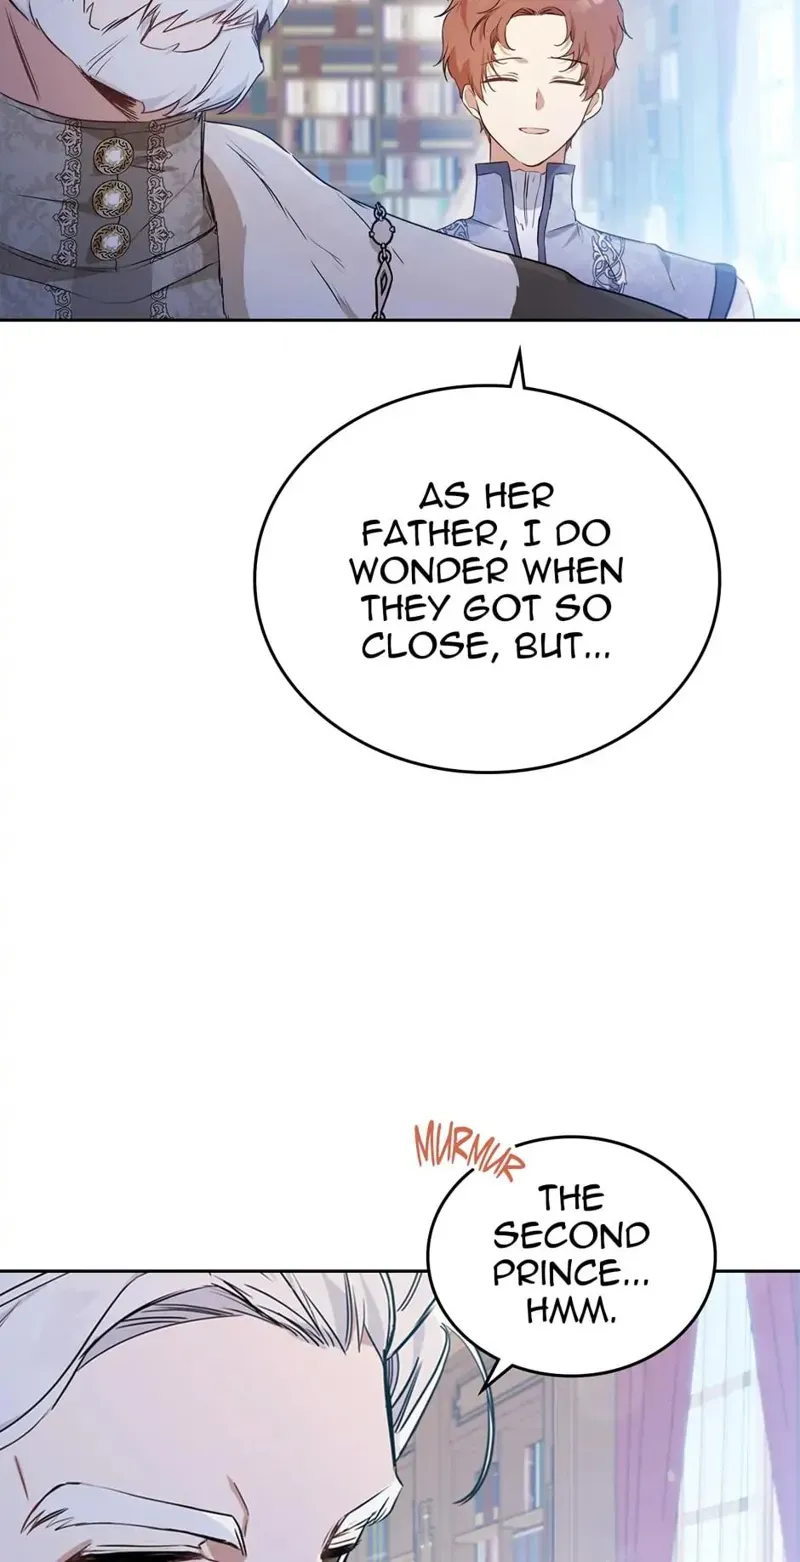 AS HER
FATHER, I DO
WONDER WHEN
THEY GOT SO
CLOSE, BUT...
MURMUR
THE
SECOND
PRINCE...
HMM.